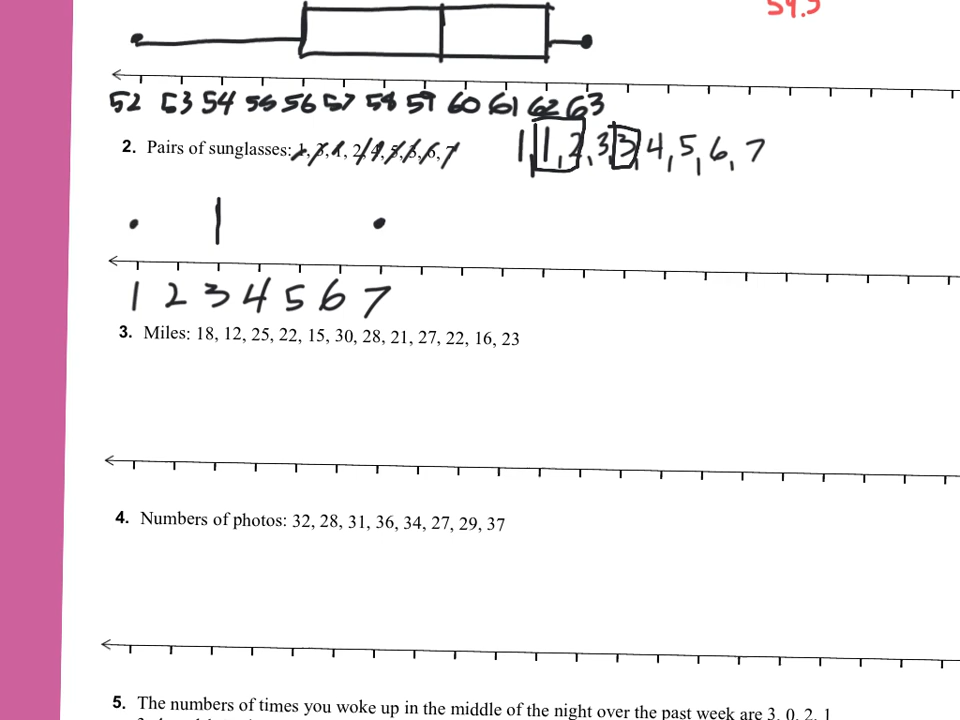 59.5
52 53 54 55 56 57 58 59 60 61 62 63
2. Pairs of sunglasses: 1, 3, 1, 2, 4, 5, 3, 6, 7
1, 1, 2, 3, 3, 4, 5, 6, 7
1 2 3 4 5 6 7
3. Miles: 18, 12, 25, 22, 15, 30, 28, 21, 27, 22, 16, 23
4. Numbers of photos: 32, 28, 31, 36, 34, 27, 29, 37
5. The numbers of times you woke up in the middle of the night over the past week are 3, 0, 2, 1